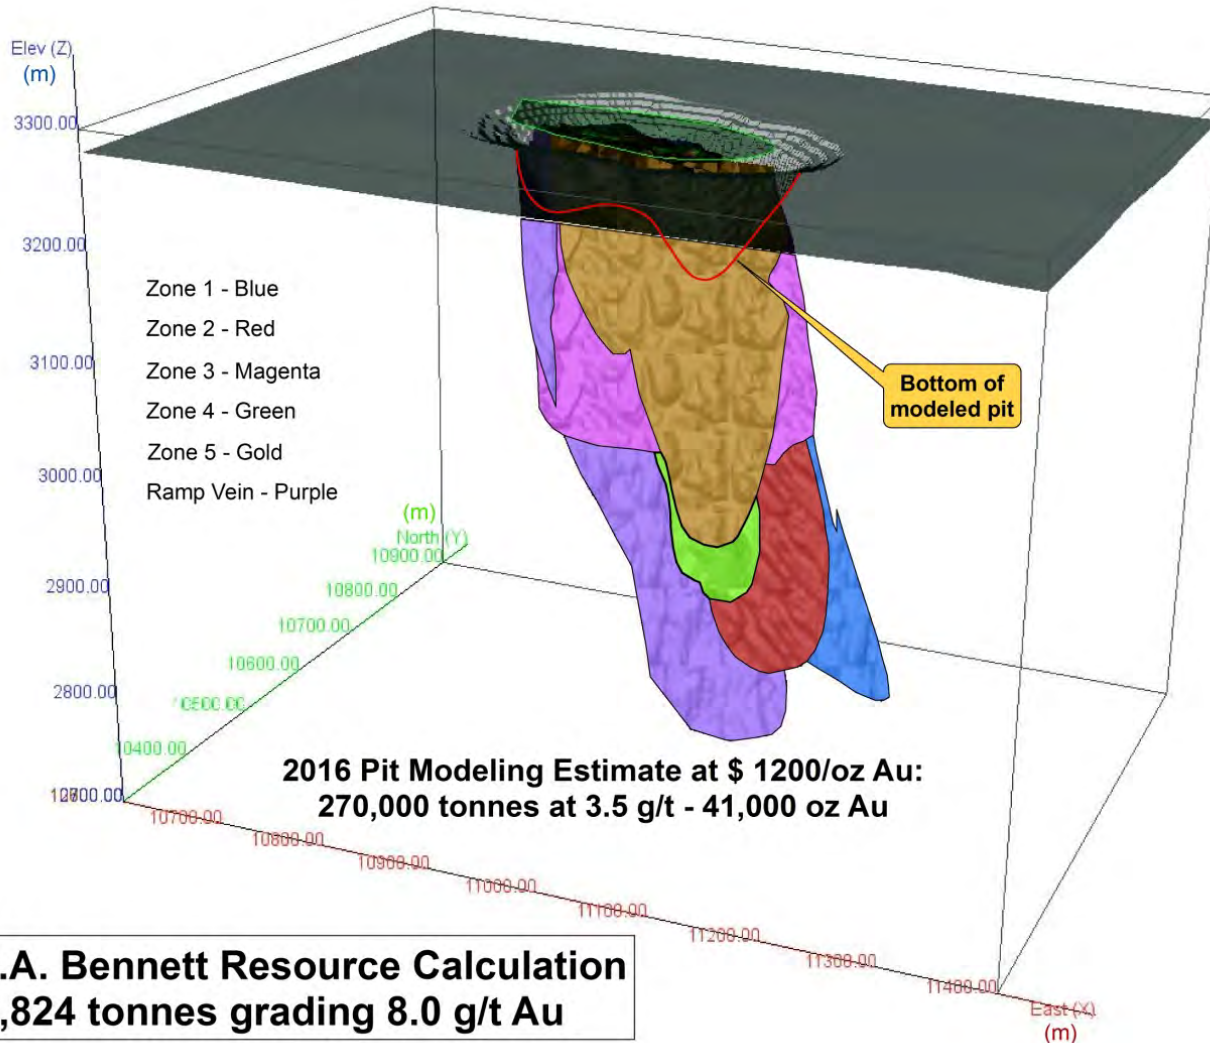 Elev (Z)
(m)
3300.00
3200.00
3100.00
3000.00
2900.00
2800.00
Zone 1 - Blue
Zone 2 - Red
Zone 3 - Magenta
Zone 4 - Green
Zone 5 - Gold
Ramp Vein - Purple
Bottom of
modeled pit
(m)
North (Y)
10900.00
10800.00
10700.00
10600.00
10500.00
10400.00
2016 Pit Modeling Estimate at $ 1200/oz Au:
270,000 tonnes at 3.5 g/t - 41,000 oz Au
10700.00
10800.00
10900.00
11000.00
11100.00
11200.00
11300.00
11400.00
East (X)
(m)
.A. Bennett Resource Calculation
,824 tonnes grading 8.0 g/t Au